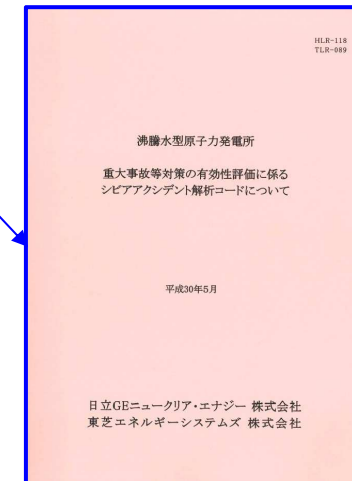 HLR-118
TLR-089
沸騰水型原子力発電所
重大事故等対策の有効性評価に係る
シビアアクシデント解析コードについて
平成30年5月
日立GEニュークリア・エナジー 株式会社
東芝エネルギーシステムズ 株式会社